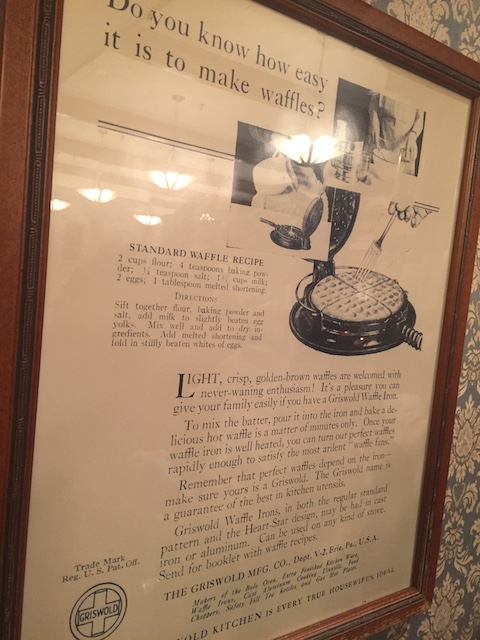 Do you know how easy
it is to make waffles?
STANDARD WAFFLE RECIPE
2 cups flour; 4 teaspoons baking pow-
der; ¼ teaspoon salt; cups milk;
2 eggs; 1 tablespoon melted shortening
DIRECTIONS
Sift together flour, baking powder and
salt, add milk to slightly beaten egg
yolks. Mix well and add to dry in-
gredients. Add melted shortening and
fold in stiffly beaten whites of eggs.
LIGHT, crisp, golden-brown waffles are welcomed with
never-waning enthusiasm! It's a pleasure you can
give your family easily if you have a Griswold Waffle Iron.
To mix the batter, pour it into the iron and bake a de-
licious hot waffle is a matter of minutes only. Once your
waffle iron is well heated, you can turn out perfect waffles
rapidly enough to satisfy the most ardent "waffle fans."
Remember that perfect waffles depend on the iron—
make sure yours is a Griswold. The Griswold name is
a guarantee of the best in kitchen utensils.
Griswold Waffle Irons, in both the regular standard
pattern and the Heart-Star design, may be had in cast
iron or aluminum. Can be used on any kind of stove.
Send for booklet with waffle recipes.
THE GRISWOLD MFG. CO., Dept. V-2, Erie, Pa., U.S.A.
Makers of the Bolo Oven, Extra Finished Kitchen Ware,
Waffle Irons, Cast Aluminum Cooking Utensils, Food
Choppers, Safety Fill Tea Kettles and Gas Hot Plates.
Trade Mark
Reg. U.S. Pat. Off.
GRISWOLD
KITCHEN IS EVERY TRUE HOUSEWIFE'S IDEAL